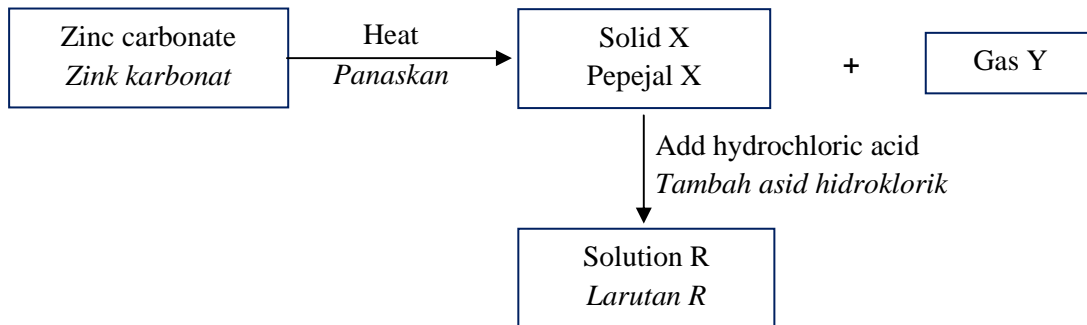 Zinc carbonate
Zink karbonat
Heat
Panaskan
Solid X
Pepejal X
+
Gas Y
Add hydrochloric acid
Tambah asid hidroklorik
Solution R
Larutan R